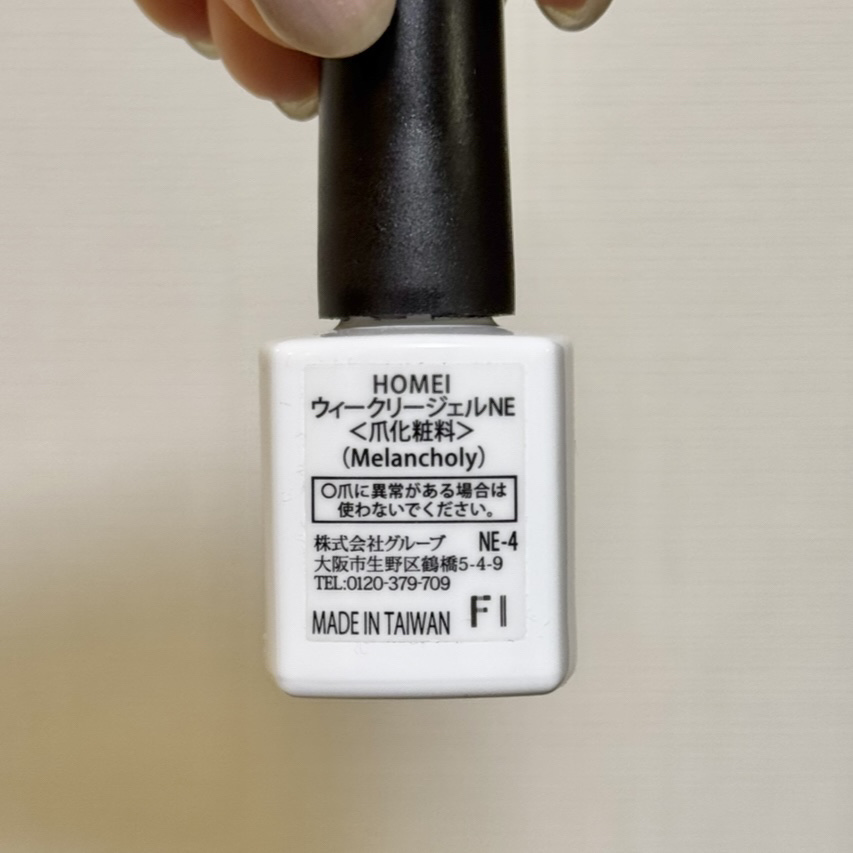 HOMEI
ウィークリージェルNE
＜爪化粧料＞
（Melancholy）
○爪に異常がある場合は
使わないでください。
株式会社グルーブ NE-4
大阪市生野区鶴橋5-4-9
TEL:0120-379-709
MADE IN TAIWAN